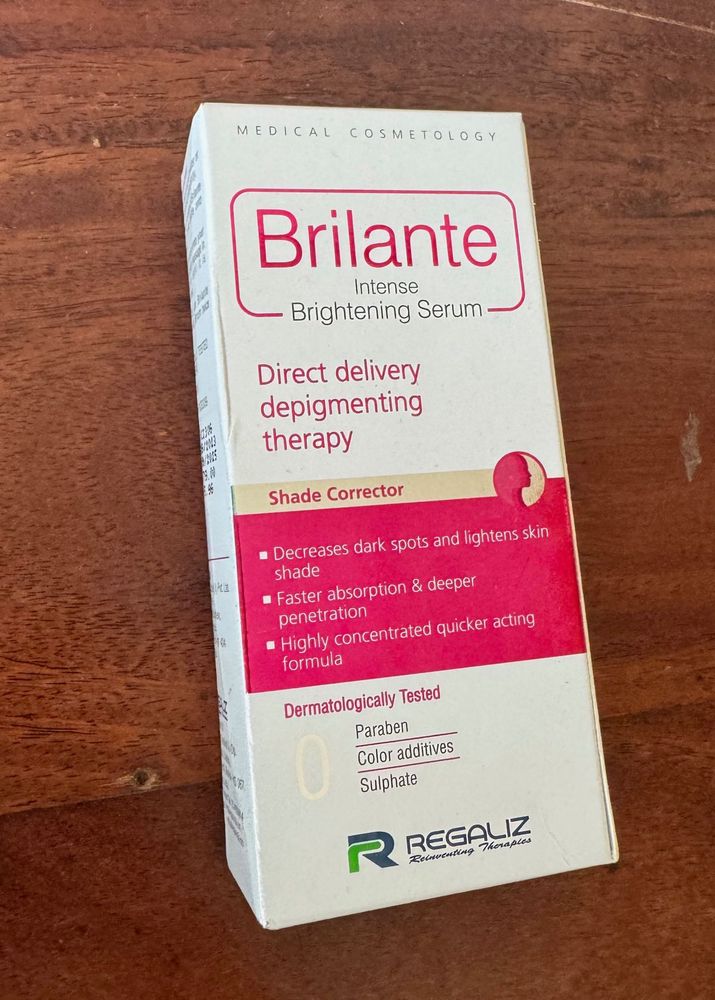 MEDICAL COSMETOLOGY
Brilante
Intense
Brightening Serum
Direct delivery
depigmenting
therapy
Shade Corrector
Decreases dark spots and lightens skin
shade
Faster absorption & deeper
penetration
Highly concentrated quicker acting
formula
Dermatologically Tested
0
Paraben
Color additives
Sulphate
R REGALIZ
Reinventing Therapies